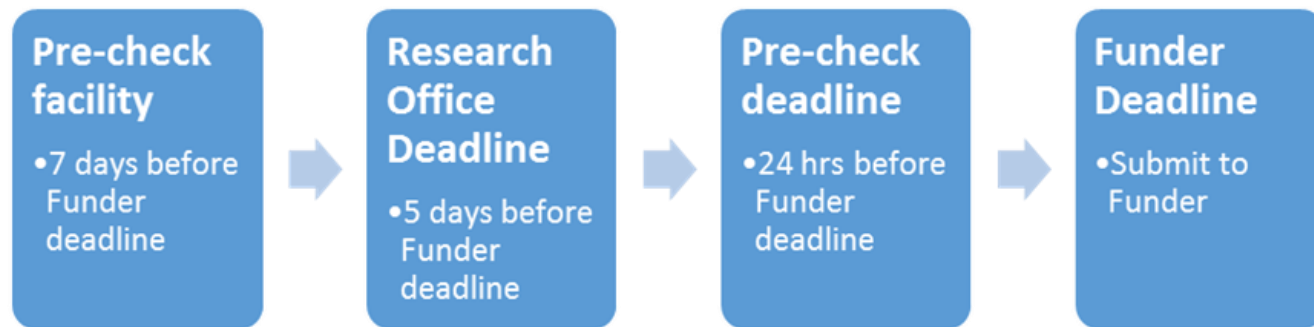 Pre-check
facility
•7 days before
Funder
deadline
Research
Office
Deadline
•5 days before
Funder
deadline
Pre-check
deadline
•24 hrs before
Funder
deadline
Funder
Deadline
•Submit to
Funder